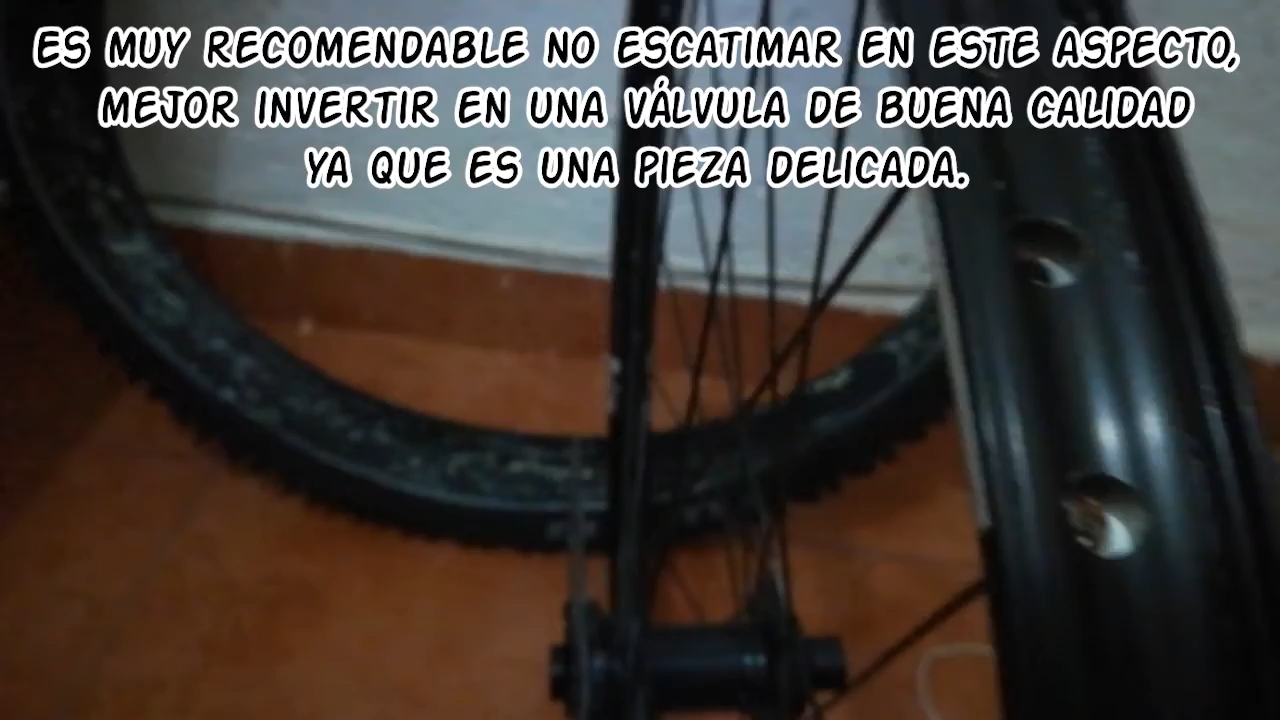 ES MUY RECOMENDABLE NO ESCATIMAR EN ESTE ASPECTO,
MEJOR INVERTIR EN UNA VÁLVULA DE BUENA CALIDAD
YA QUE ES UNA PIEZA DELICADA.